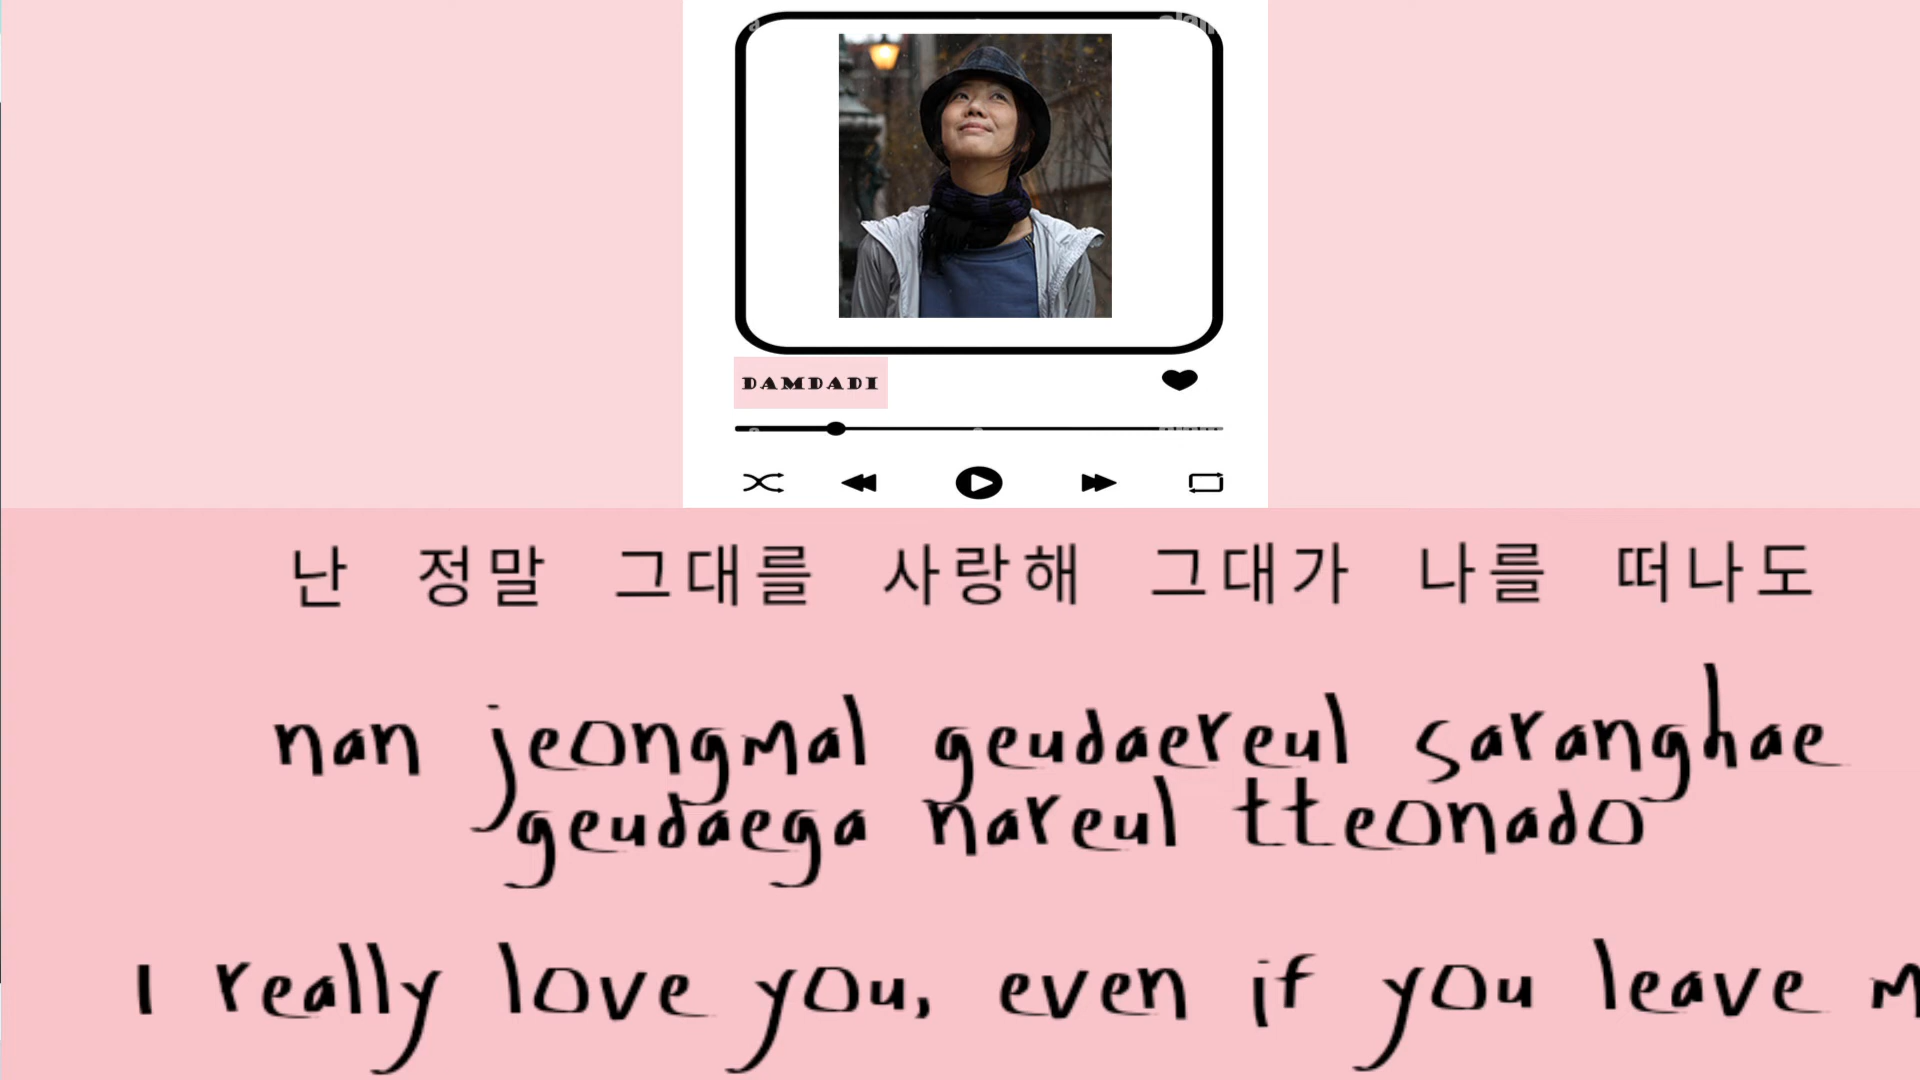 DAMDADI
난 정말 그대를 사랑해 그대가 나를 떠나도
nan jeongmal geudaereul saranghae
geudaega nareul tteonado
I really love you, even if you leave